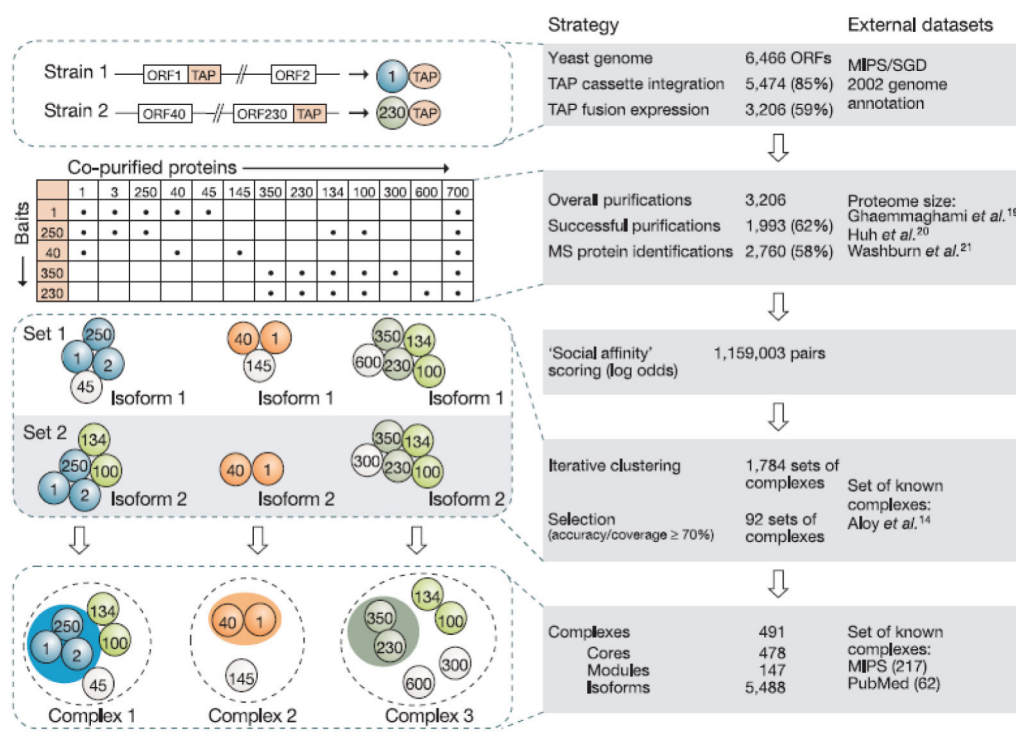 Strategy
External datasets
Strain 1
ORF1 TAP // ORF2
1 TAP
Strain 2
ORF40 // ORF230 TAP
230 TAP
Yeast genome 6,466 ORFs
TAP cassette integration 5,474 (85%)
TAP fusion expression 3,206 (59%)
MIPS/SGD
2002 genome
annotation
Co-purified proteins
Baits
1 3 250 40 45 145 350 230 134 100 300 600 700
1
250
40
350
230
Overall purifications 3,206
Successful purifications 1,993 (62%)
MS protein identifications 2,760 (58%)
Proteome size:
Ghaemmaghami et al.19
Huh et al.20
Washburn et al.21
Set 1
250
1 2
45
Isoform 1
40 1
145
Isoform 1
350 134
600 230 100
Isoform 1
'Social affinity' 1,159,003 pairs
scoring (log odds)
Set 2
134
250 100
1 2
Isoform 2
40 1
Isoform 2
350 134
300 230 100
Isoform 2
Iterative clustering 1,784 sets of
complexes
Selection 92 sets of
(accuracy/coverage ≥ 70%) complexes
Set of known
complexes:
Aloy et al.14
134
250
1 2 100
45
Complex 1
40 1
145
Complex 2
134
350 100
230
300
600
Complex 3
Complexes 491
Cores 478
Modules 147
Isoforms 5,488
Set of known
complexes:
MIPS (217)
PubMed (62)